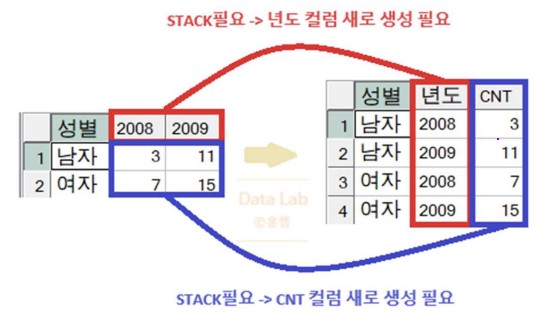 STACK필요 -> 년도 컬럼 새로 생성 필요
성별 2008 2009
1 남자 3 11
2 여자 7 15
Data Lab
©홍쌤
성별 년도 CNT
1 남자 2008 3
2 남자 2009 11
3 여자 2008 7
4 여자 2009 15
STACK필요 -> CNT 컬럼 새로 생성 필요